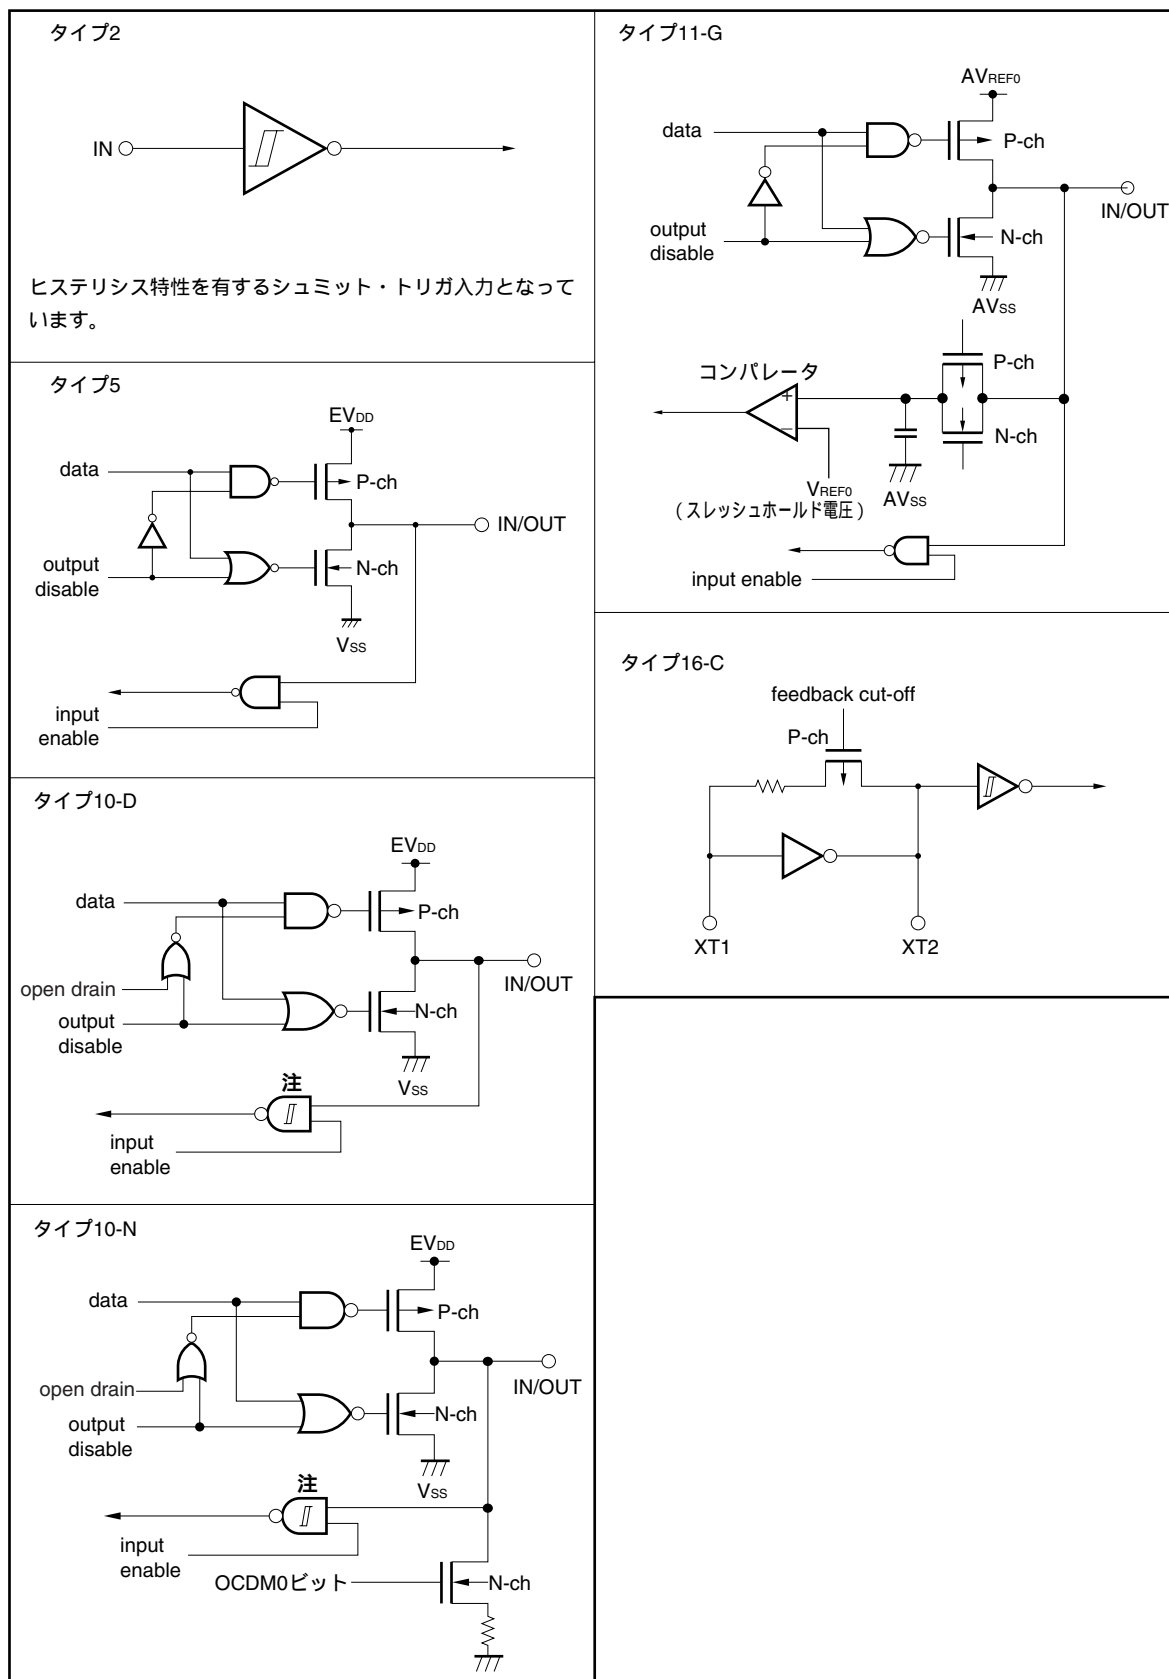 タイプ2
IN
ヒステリシス特性を有するシュミット・トリガ入力となって
います。
タイプ5
EVDD
data
P-ch
IN/OUT
output
disable
N-ch
VSS
input
enable
タイプ10-D
EVDD
data
P-ch
open drain
IN/OUT
output
disable
N-ch
VSS
注
input
enable
タイプ10-N
EVDD
data
P-ch
open drain
IN/OUT
output
disable
N-ch
VSS
注
input
enable
OCDM0ビット
N-ch
タイプ11-G
AVREF0
data
P-ch
IN/OUT
output
disable
N-ch
AVSS
P-ch
コンパレータ
+
−
N-ch
VREF0
(スレッシュホールド電圧)
AVSS
input enable
タイプ16-C
feedback cut-off
P-ch
XT1
XT2